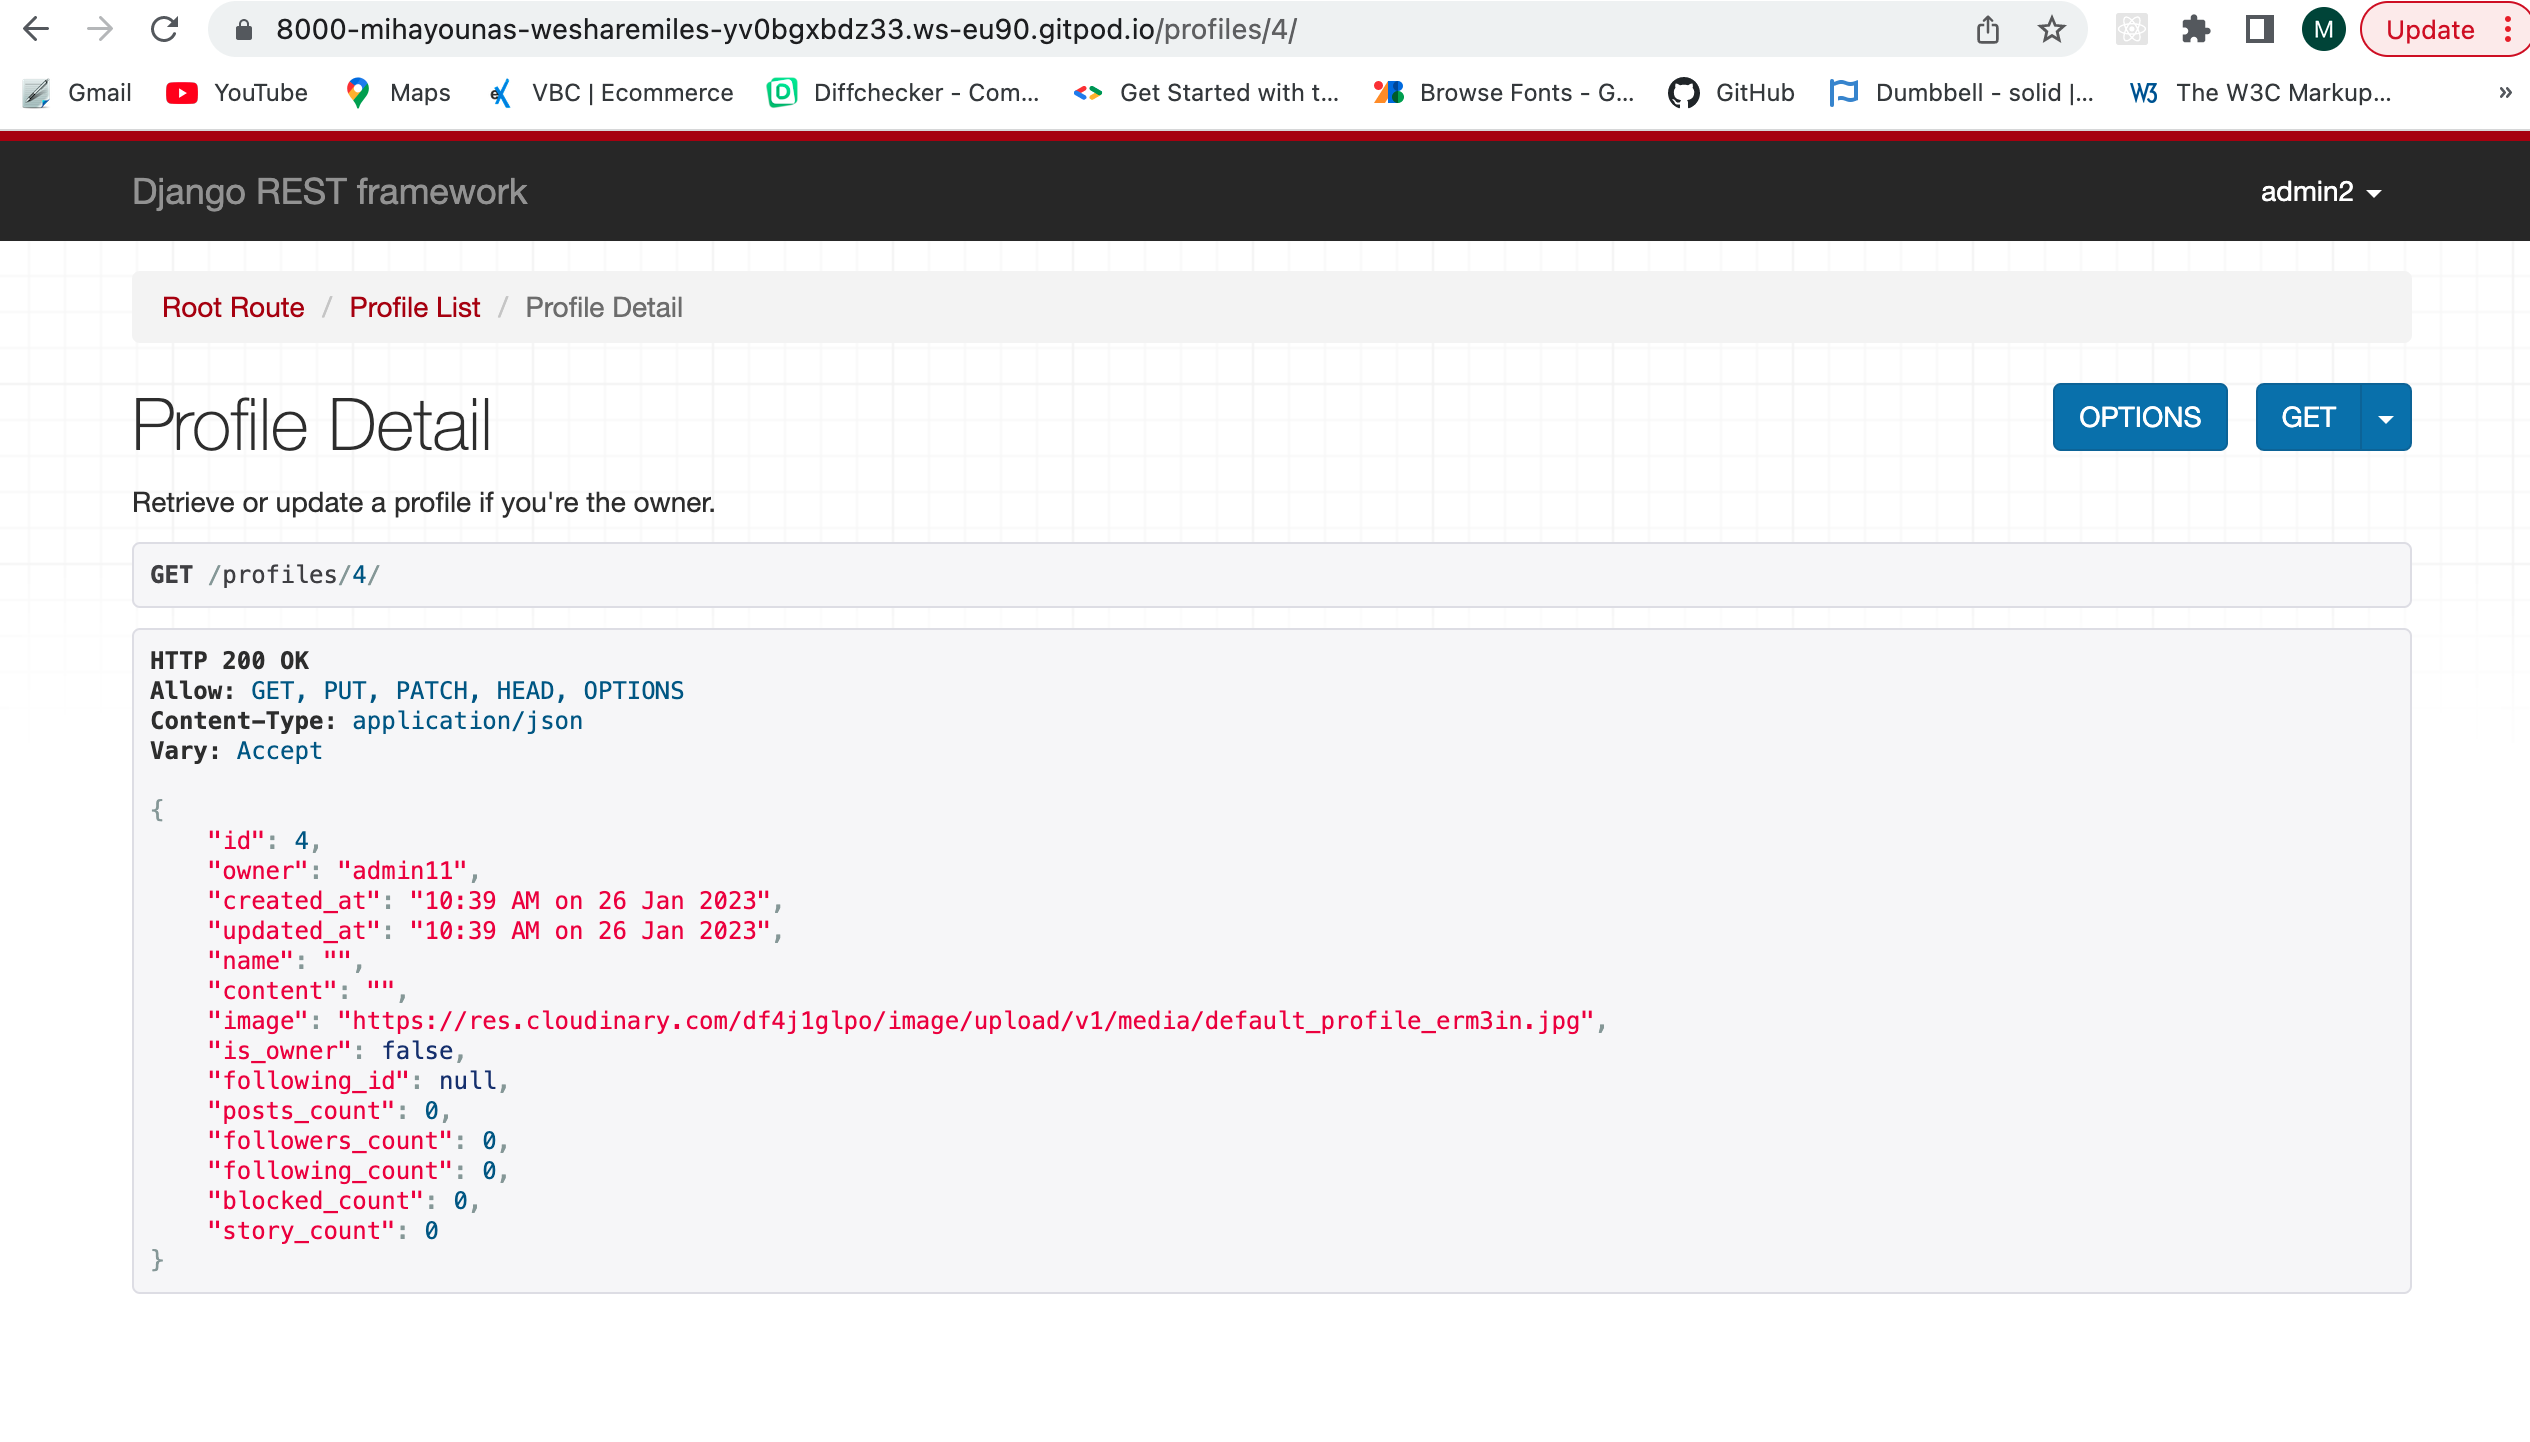 8000-mihayounas-wesharemiles-yv0bgxbdz33.ws-eu90.gitpod.io/profiles/4/ M Update
Gmail YouTube Maps VBC | Ecommerce Diffchecker - Com... Get Started with t... Browse Fonts - G... GitHub Dumbbell - solid |... The W3C Markup... »
Django REST framework admin2
Root Route / Profile List / Profile Detail
Profile Detail OPTIONS GET
Retrieve or update a profile if you're the owner.
GET /profiles/4/
HTTP 200 OK
Allow: GET, PUT, PATCH, HEAD, OPTIONS
Content-Type: application/json
Vary: Accept
{
    "id": 4,
    "owner": "admin11",
    "created_at": "10:39 AM on 26 Jan 2023",
    "updated_at": "10:39 AM on 26 Jan 2023",
    "name": "",
    "content": "",
    "image": "https://res.cloudinary.com/df4j1glpo/image/upload/v1/media/default_profile_erm3in.jpg",
    "is_owner": false,
    "following_id": null,
    "posts_count": 0,
    "followers_count": 0,
    "following_count": 0,
    "blocked_count": 0,
    "story_count": 0
}